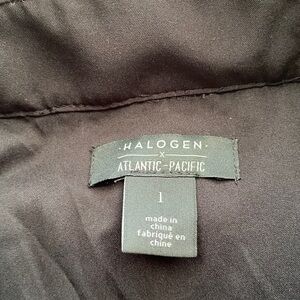 ·HALOGEN·
x
ATLANTIC-PACIFIC
1
made in
china
fabriqué en
chine